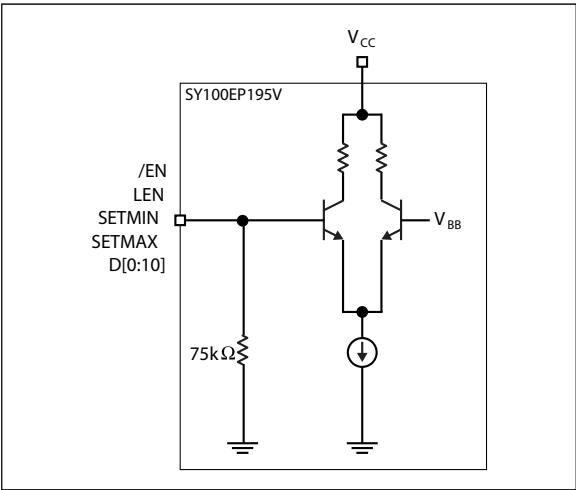 V_CC
SY100EP195V
/EN
LEN
SETMIN
SETMAX
D[0:10]
V_BB
75kΩ